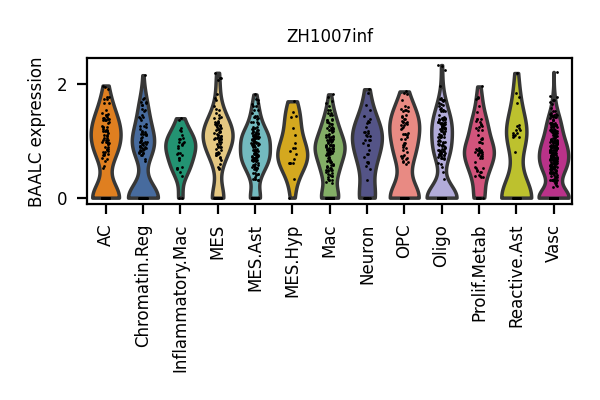 ZH1007inf
BAALC expression
2
0
AC
Chromatin.Reg
Inflammatory.Mac
MES
MES.Ast
MES.Hyp
Mac
Neuron
OPC
Oligo
Prolif.Metab
Reactive.Ast
Vasc